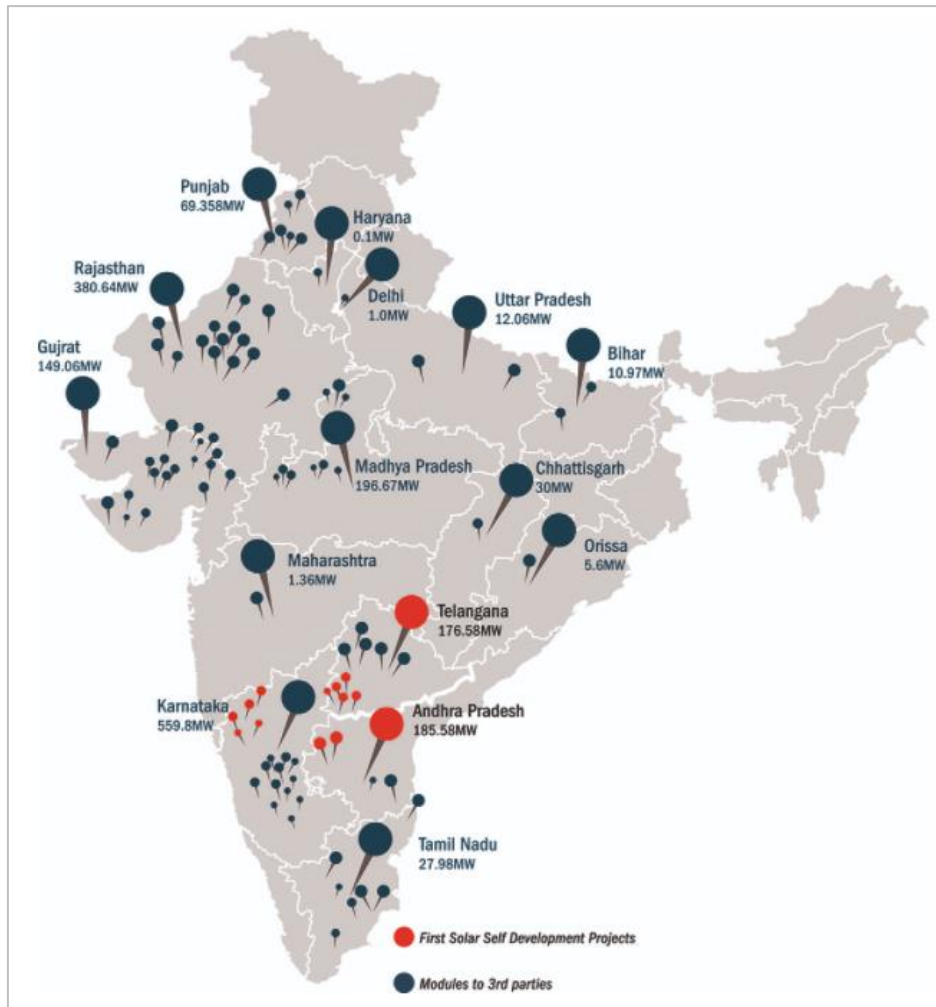 Punjab
69.358MW
Haryana
0.1MW
Rajasthan
380.64MW
Delhi
1.0MW
Uttar Pradesh
12.06MW
Gujrat
149.06MW
Bihar
10.97MW
Madhya Pradesh
196.67MW
Chhattisgarh
30MW
Orissa
5.6MW
Maharashtra
1.36MW
Telangana
176.58MW
Karnataka
559.8MW
Andhra Pradesh
185.58MW
Tamil Nadu
27.98MW
First Solar Self Development Projects
Modules to 3rd parties